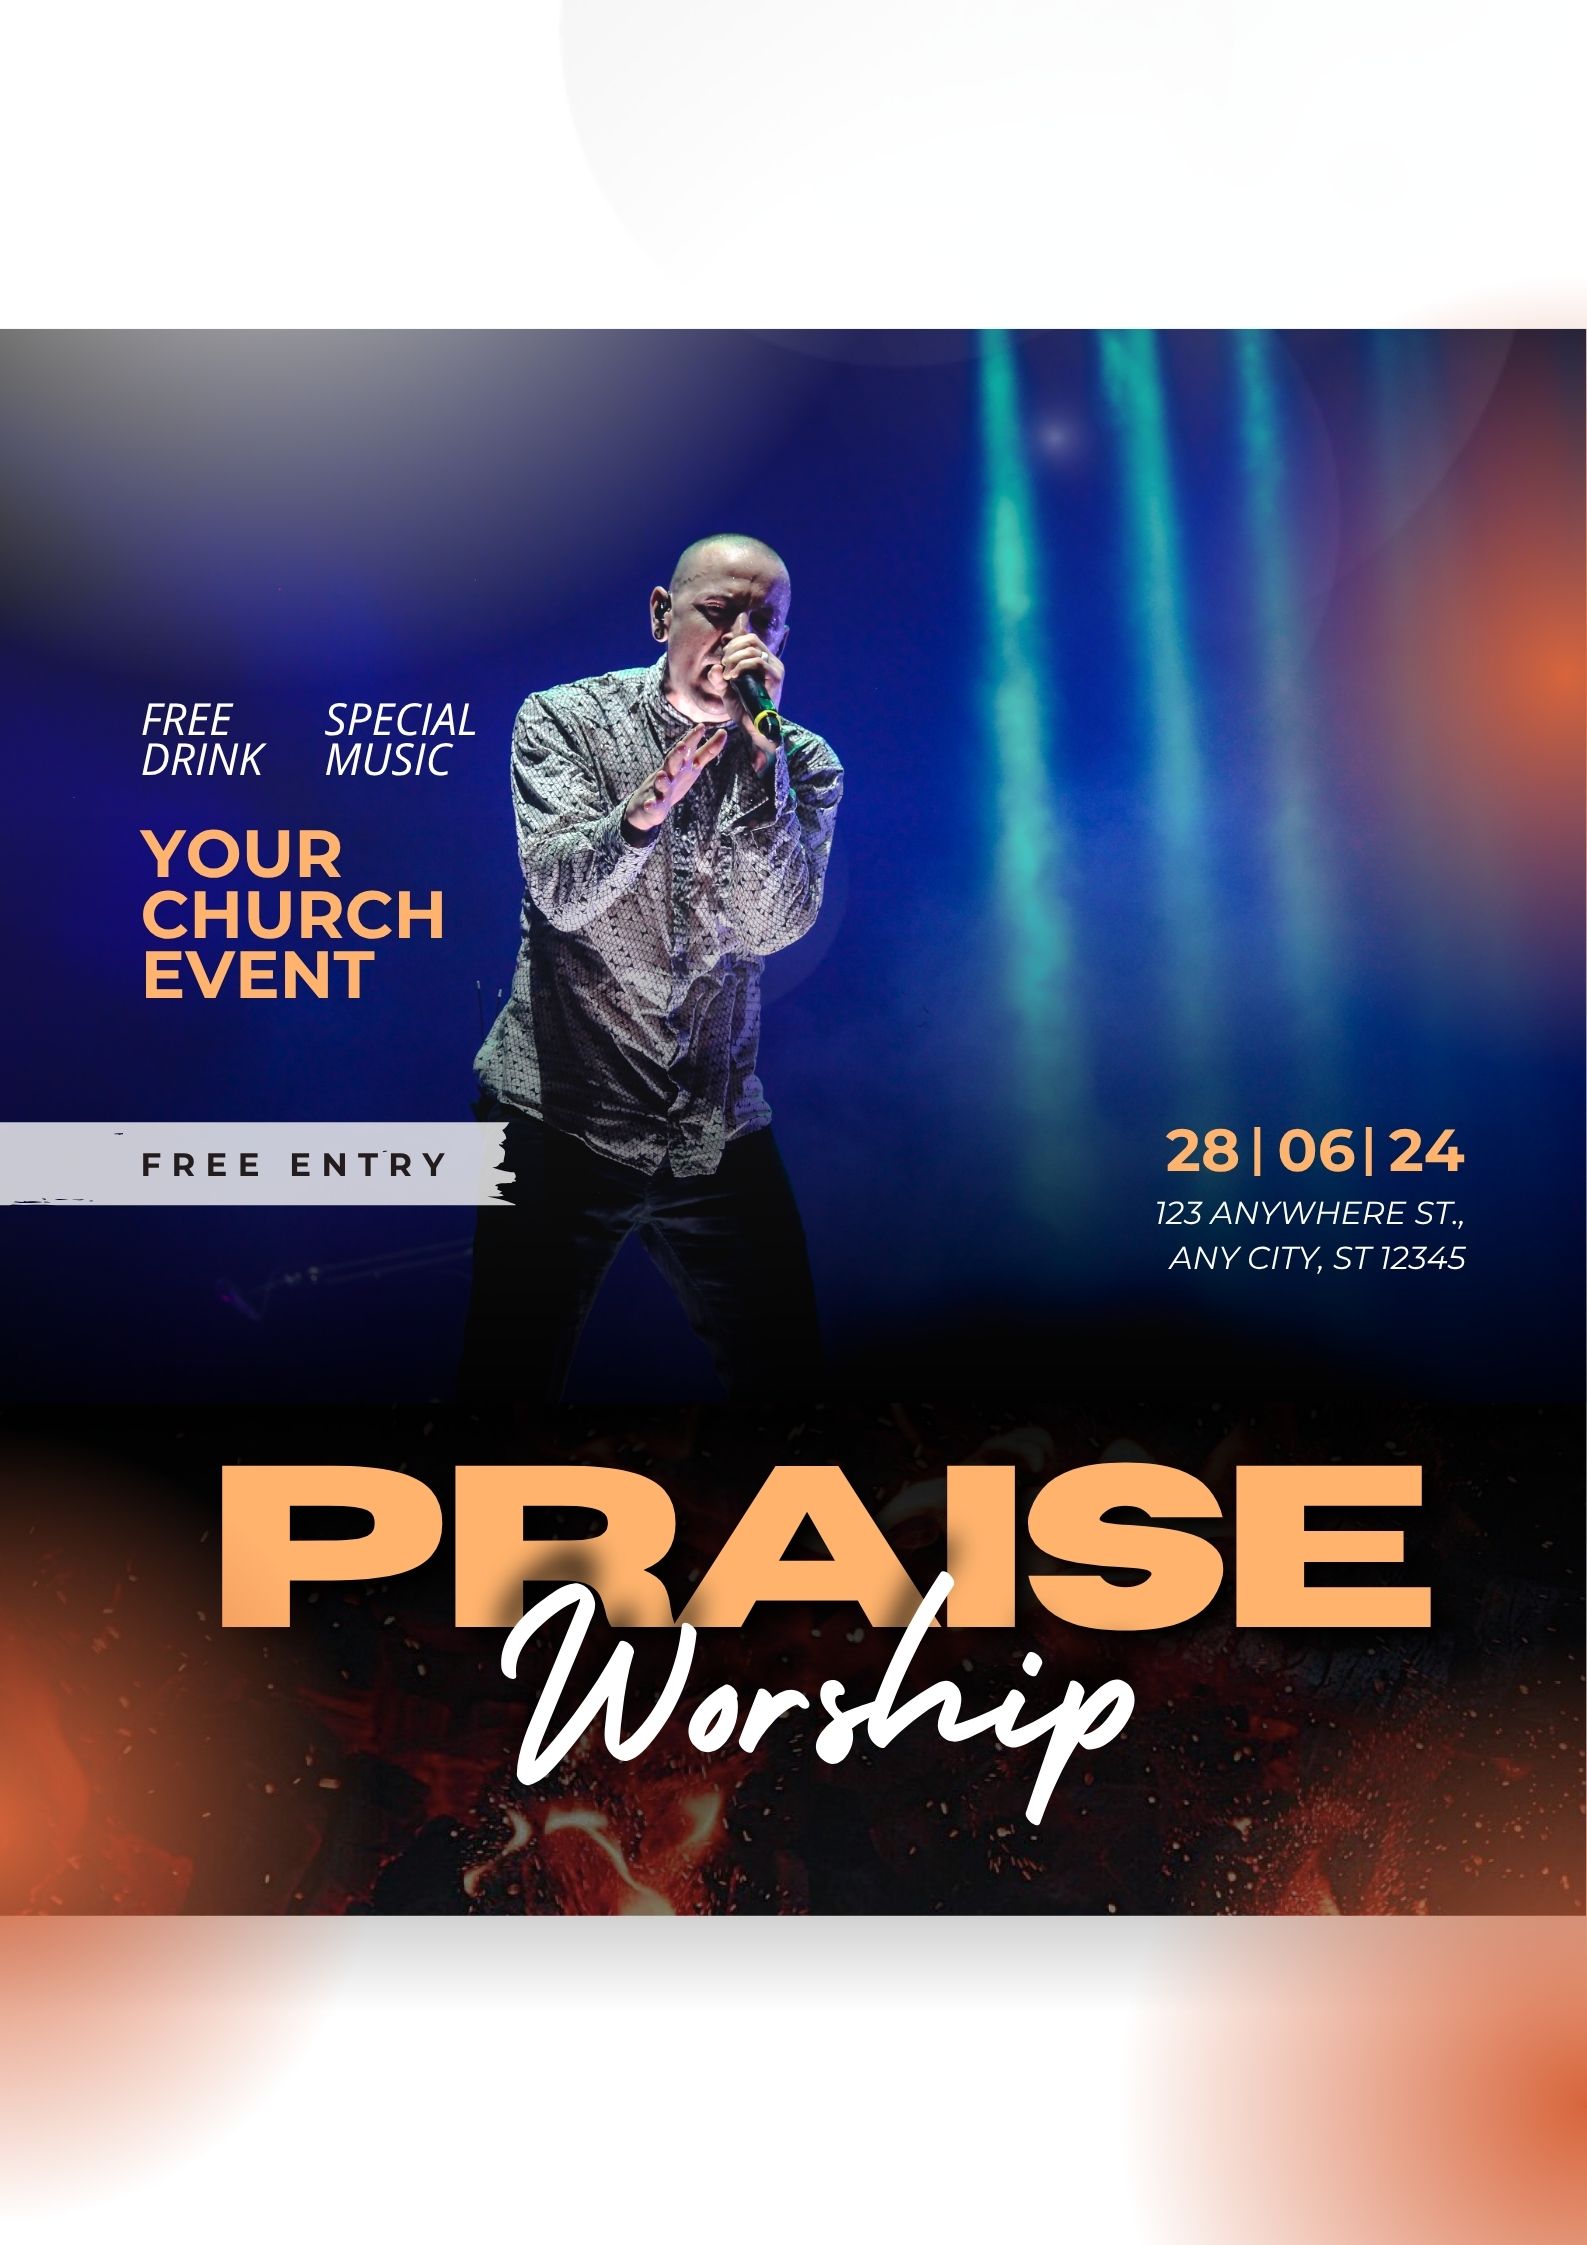 FREE
DRINK
SPECIAL
MUSIC
YOUR
CHURCH
EVENT
FREE ENTRY
28| 06| 24
123 ANYWHERE ST.,
ANY CITY, ST 12345
PRAISE
Worship